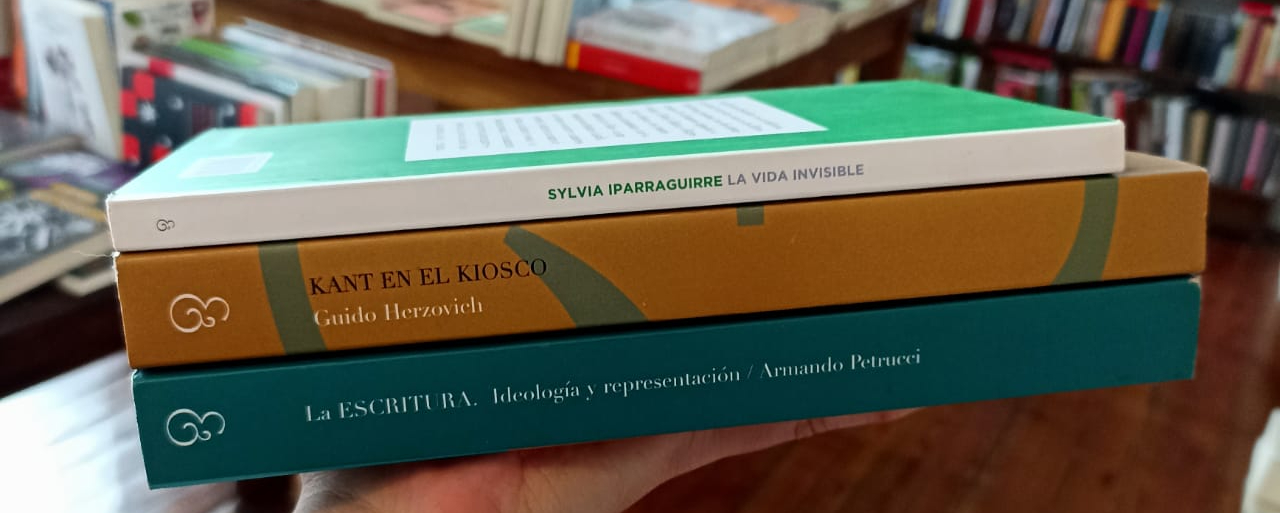 SYLVIA IPARRAGUIRRE LA VIDA INVISIBLE
KANT EN EL KIOSCO
Guido Herzovich
La ESCRITURA. Ideología y representación / Armando Petrucci